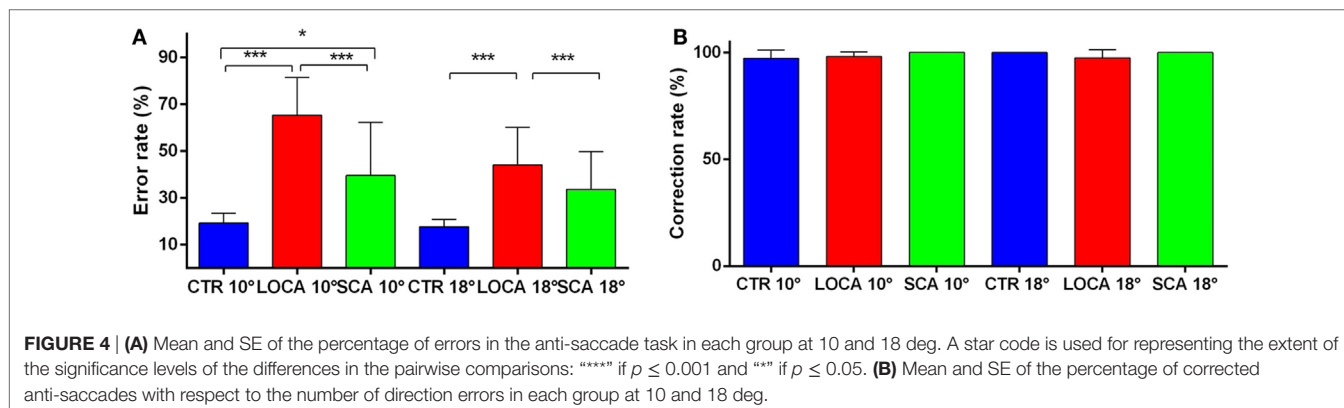 A
B
*
*** *** *** ***
90
70
50
30
10
Error rate (%)
CTR 10° LOCA 10° SCA 10° CTR 18° LOCA 18° SCA 18°
100
50
0
Correction rate (%)
CTR 10° LOCA 10° SCA 10° CTR 18° LOCA 18° SCA 18°
FIGURE 4 | (A) Mean and SE of the percentage of errors in the anti-saccade task in each group at 10 and 18 deg. A star code is used for representing the extent of
the significance levels of the differences in the pairwise comparisons: “***” if p ≤ 0.001 and “*” if p ≤ 0.05. (B) Mean and SE of the percentage of corrected
anti-saccades with respect to the number of direction errors in each group at 10 and 18 deg.